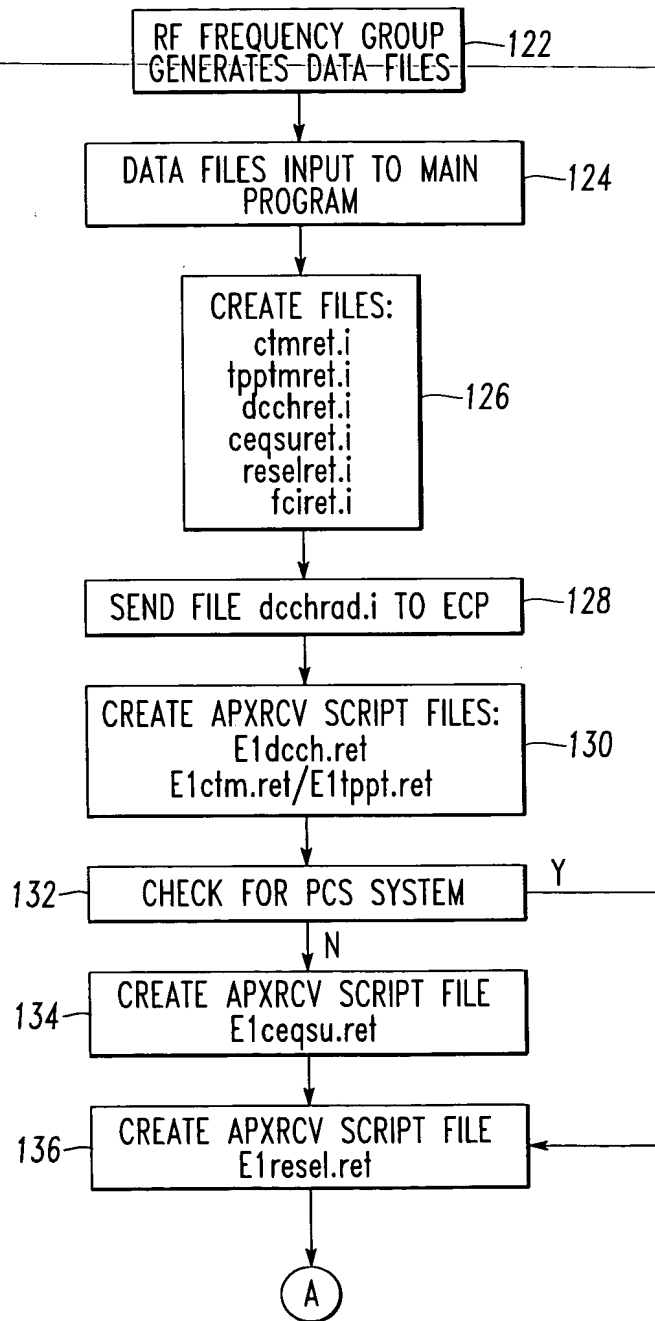 RF FREQUENCY GROUP
GENERATES DATA FILES
122
DATA FILES INPUT TO MAIN
PROGRAM
124
CREATE FILES:
ctmret.i
tpptmret.i
dcchret.i
ceqsuret.i
reselret.i
fciret.i
126
SEND FILE dcchrad.i TO ECP
128
CREATE APXRCV SCRIPT FILES:
E1dcch.ret
E1ctm.ret/E1tppt.ret
130
132
CHECK FOR PCS SYSTEM
Y
N
134
CREATE APXRCV SCRIPT FILE
E1ceqsu.ret
136
CREATE APXRCV SCRIPT FILE
E1resel.ret
A